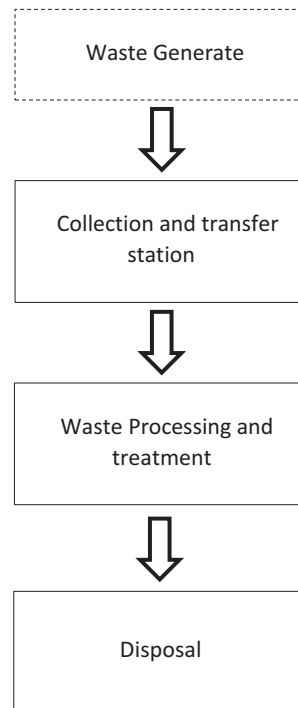 Waste Generate
Collection and transfer
station
Waste Processing and
treatment
Disposal